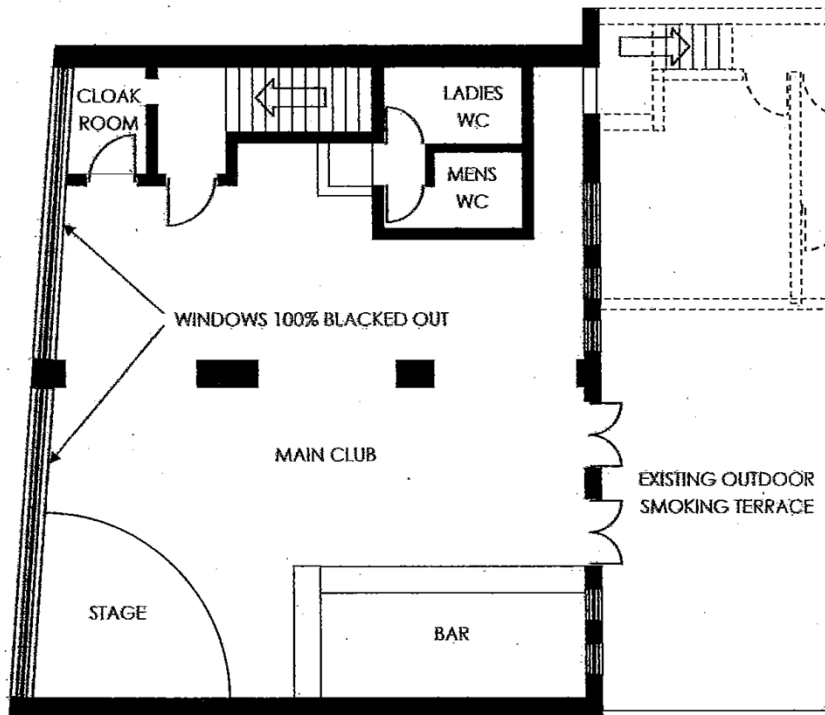 CLOAK
ROOM
LADIES
WC
MENS
WC
WINDOWS 100% BLACKED OUT
MAIN CLUB
EXISTING OUTDOOR
SMOKING TERRACE
STAGE
BAR